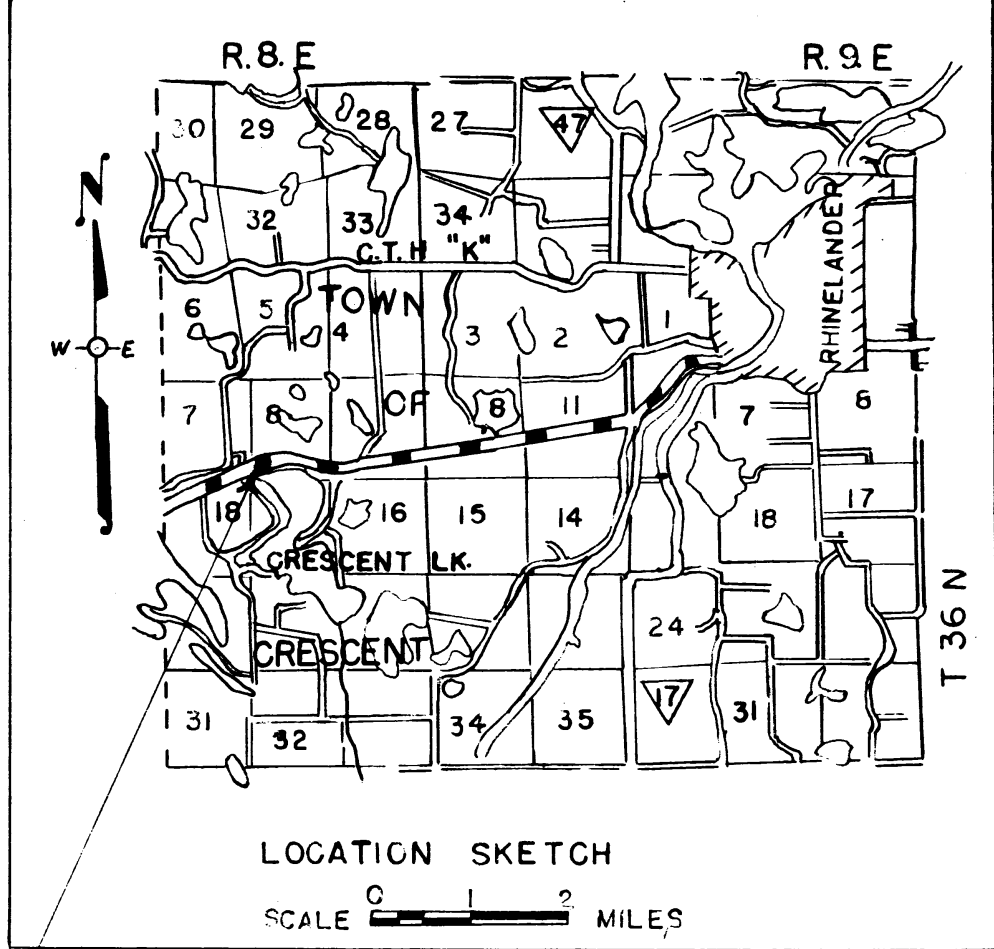 R. 8. E R. 9. E
30 29 28 27 47
32 33 34
C.T.H "K"
RHINELANDER
N
W E
6 5 TOWN 4 3 2 1
7 8 OF 8 11 7 8
18 16 15 14 18 17
CRESCENT LK.
T 36 N
24
CRESCENT
31 32 34 35 17 31
LOCATION SKETCH
0 1 2
SCALE MILES